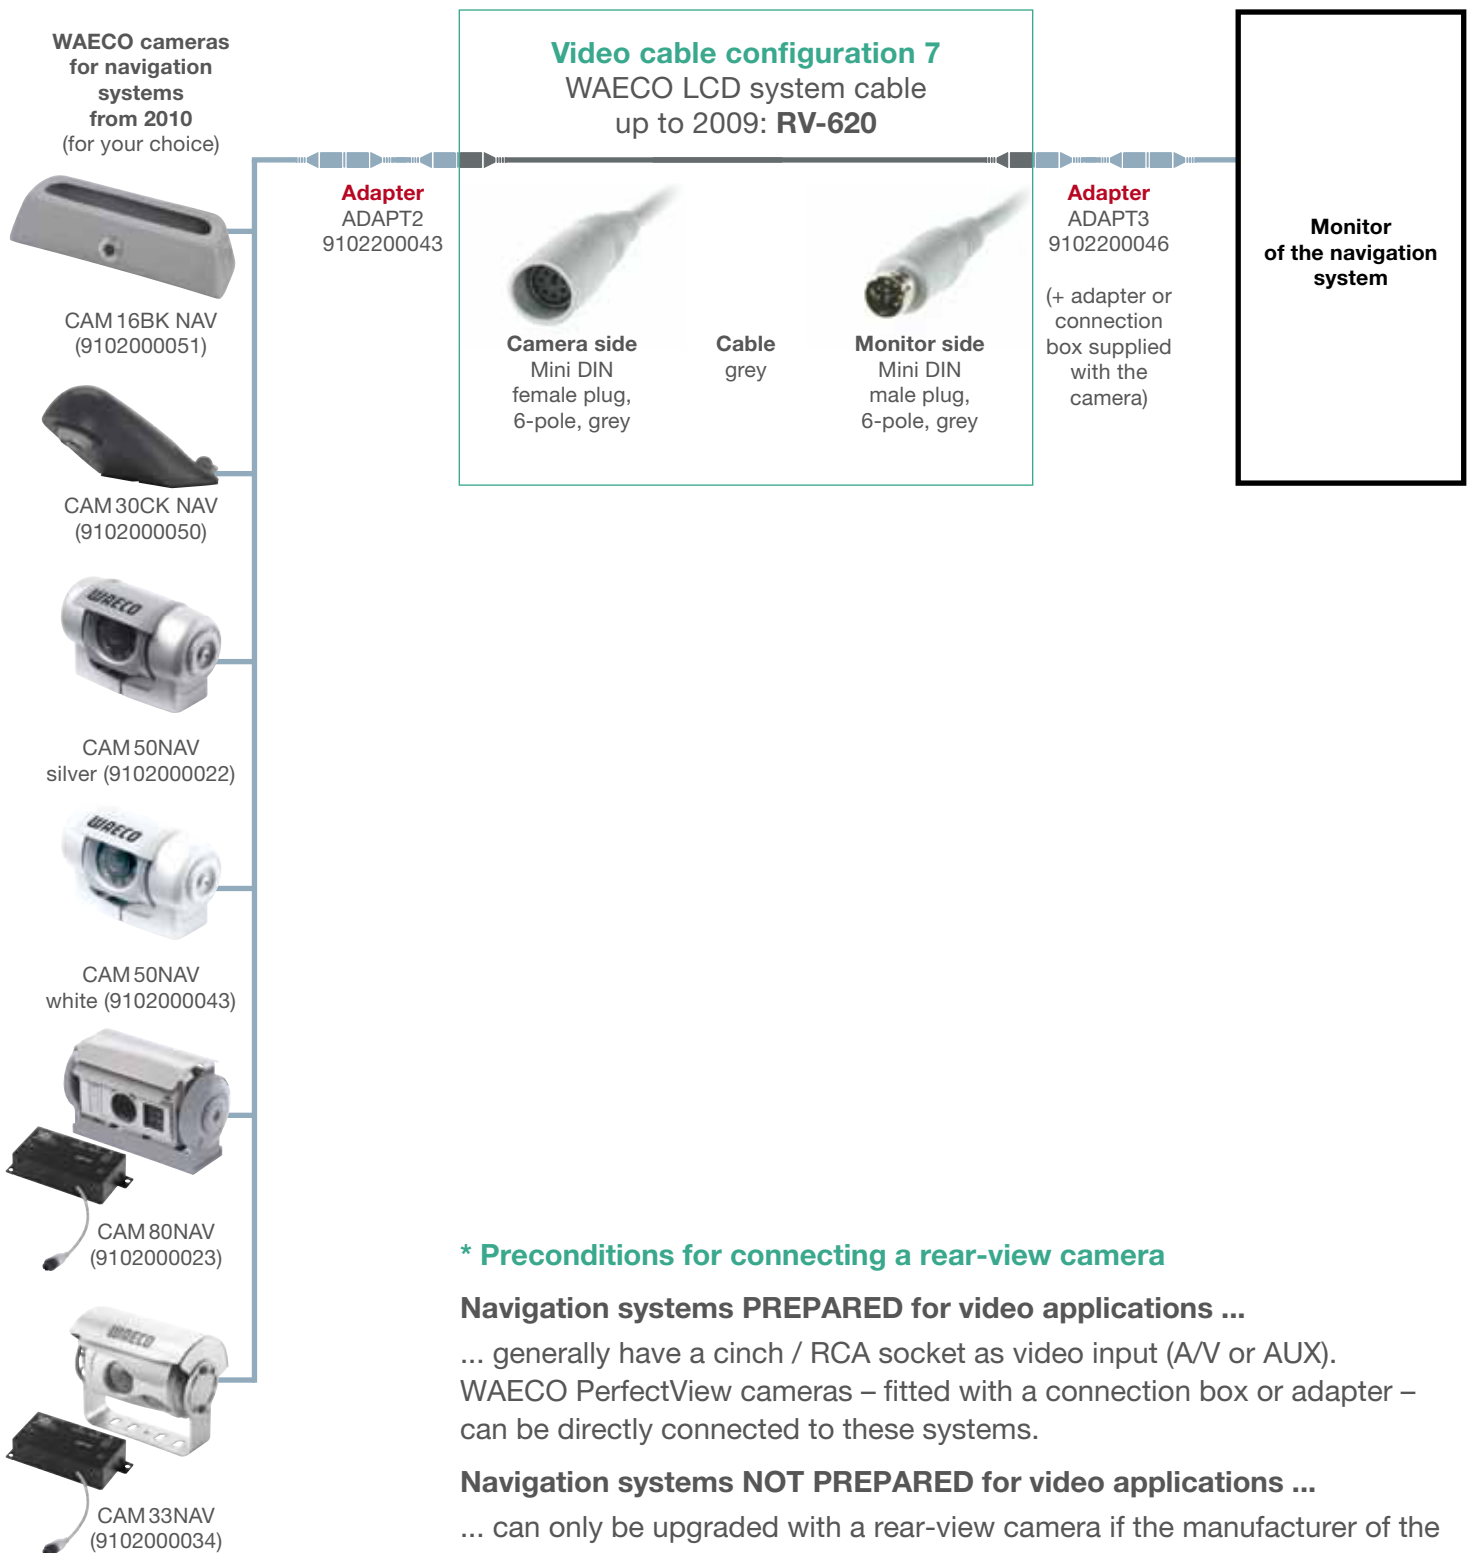 WAECO cameras
for navigation
systems
from 2010
(for your choice)
CAM 16BK NAV
(9102000051)
CAM 30CK NAV
(9102000050)
WAECO
CAM 50NAV
silver (9102000022)
WAECO
CAM 50NAV
white (9102000043)
CAM 80NAV
(9102000023)
WAECO
CAM 33NAV
(9102000034)
Adapter
ADAPT2
9102200043
Video cable configuration 7
WAECO LCD system cable
up to 2009: RV-620
Camera side
Mini DIN
female plug,
6-pole, grey
Cable
grey
Monitor side
Mini DIN
male plug,
6-pole, grey
Adapter
ADAPT3
9102200046
(+ adapter or
connection
box supplied
with the
camera)
Monitor
of the navigation
system
* Preconditions for connecting a rear-view camera
Navigation systems PREPARED for video applications ...
... generally have a cinch / RCA socket as video input (A/V or AUX).
WAECO PerfectView cameras – fitted with a connection box or adapter –
can be directly connected to these systems.
Navigation systems NOT PREPARED for video applications ...
... can only be upgraded with a rear-view camera if the manufacturer of the